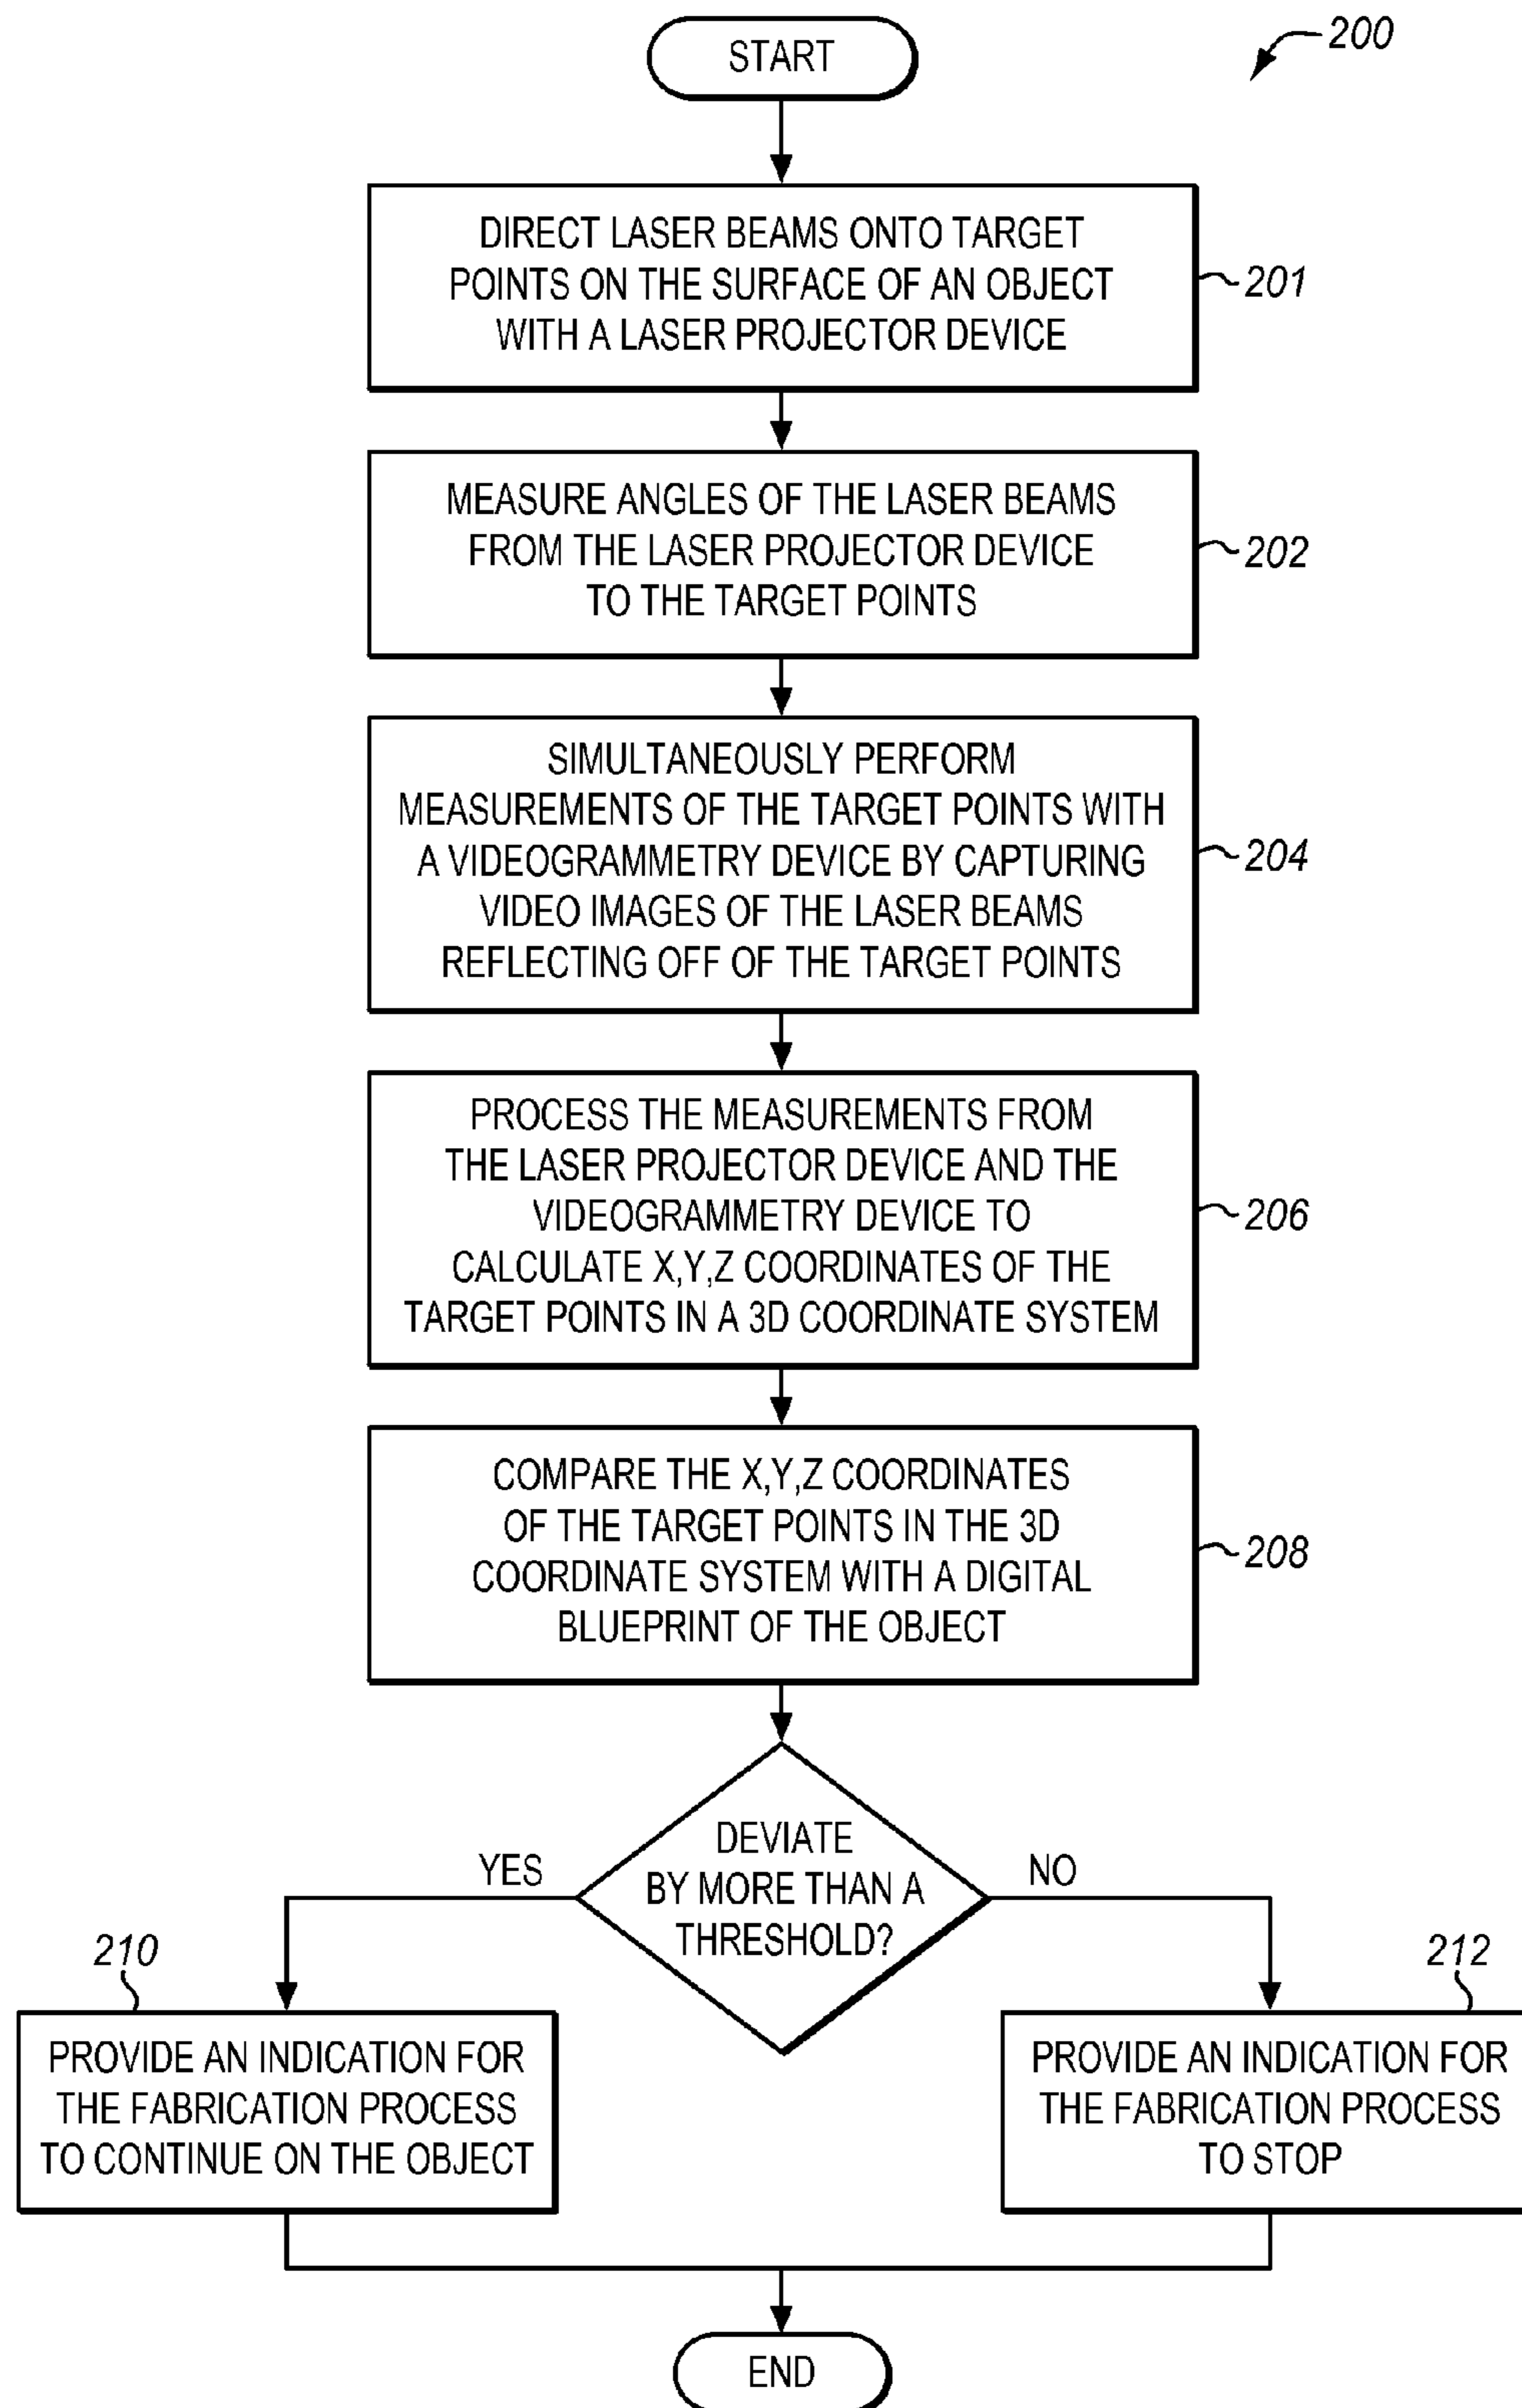 START
200
DIRECT LASER BEAMS ONTO TARGET
POINTS ON THE SURFACE OF AN OBJECT
WITH A LASER PROJECTOR DEVICE
201
MEASURE ANGLES OF THE LASER BEAMS
FROM THE LASER PROJECTOR DEVICE
TO THE TARGET POINTS
202
SIMULTANEOUSLY PERFORM
MEASUREMENTS OF THE TARGET POINTS WITH
A VIDEOGRAMMETRY DEVICE BY CAPTURING
VIDEO IMAGES OF THE LASER BEAMS
REFLECTING OFF OF THE TARGET POINTS
204
PROCESS THE MEASUREMENTS FROM
THE LASER PROJECTOR DEVICE AND THE
VIDEOGRAMMETRY DEVICE TO
CALCULATE X,Y,Z COORDINATES OF THE
TARGET POINTS IN A 3D COORDINATE SYSTEM
206
COMPARE THE X,Y,Z COORDINATES
OF THE TARGET POINTS IN THE 3D
COORDINATE SYSTEM WITH A DIGITAL
BLUEPRINT OF THE OBJECT
208
DEVIATE
BY MORE THAN A
THRESHOLD?
YES
NO
210
PROVIDE AN INDICATION FOR
THE FABRICATION PROCESS
TO CONTINUE ON THE OBJECT
212
PROVIDE AN INDICATION FOR
THE FABRICATION PROCESS
TO STOP
END